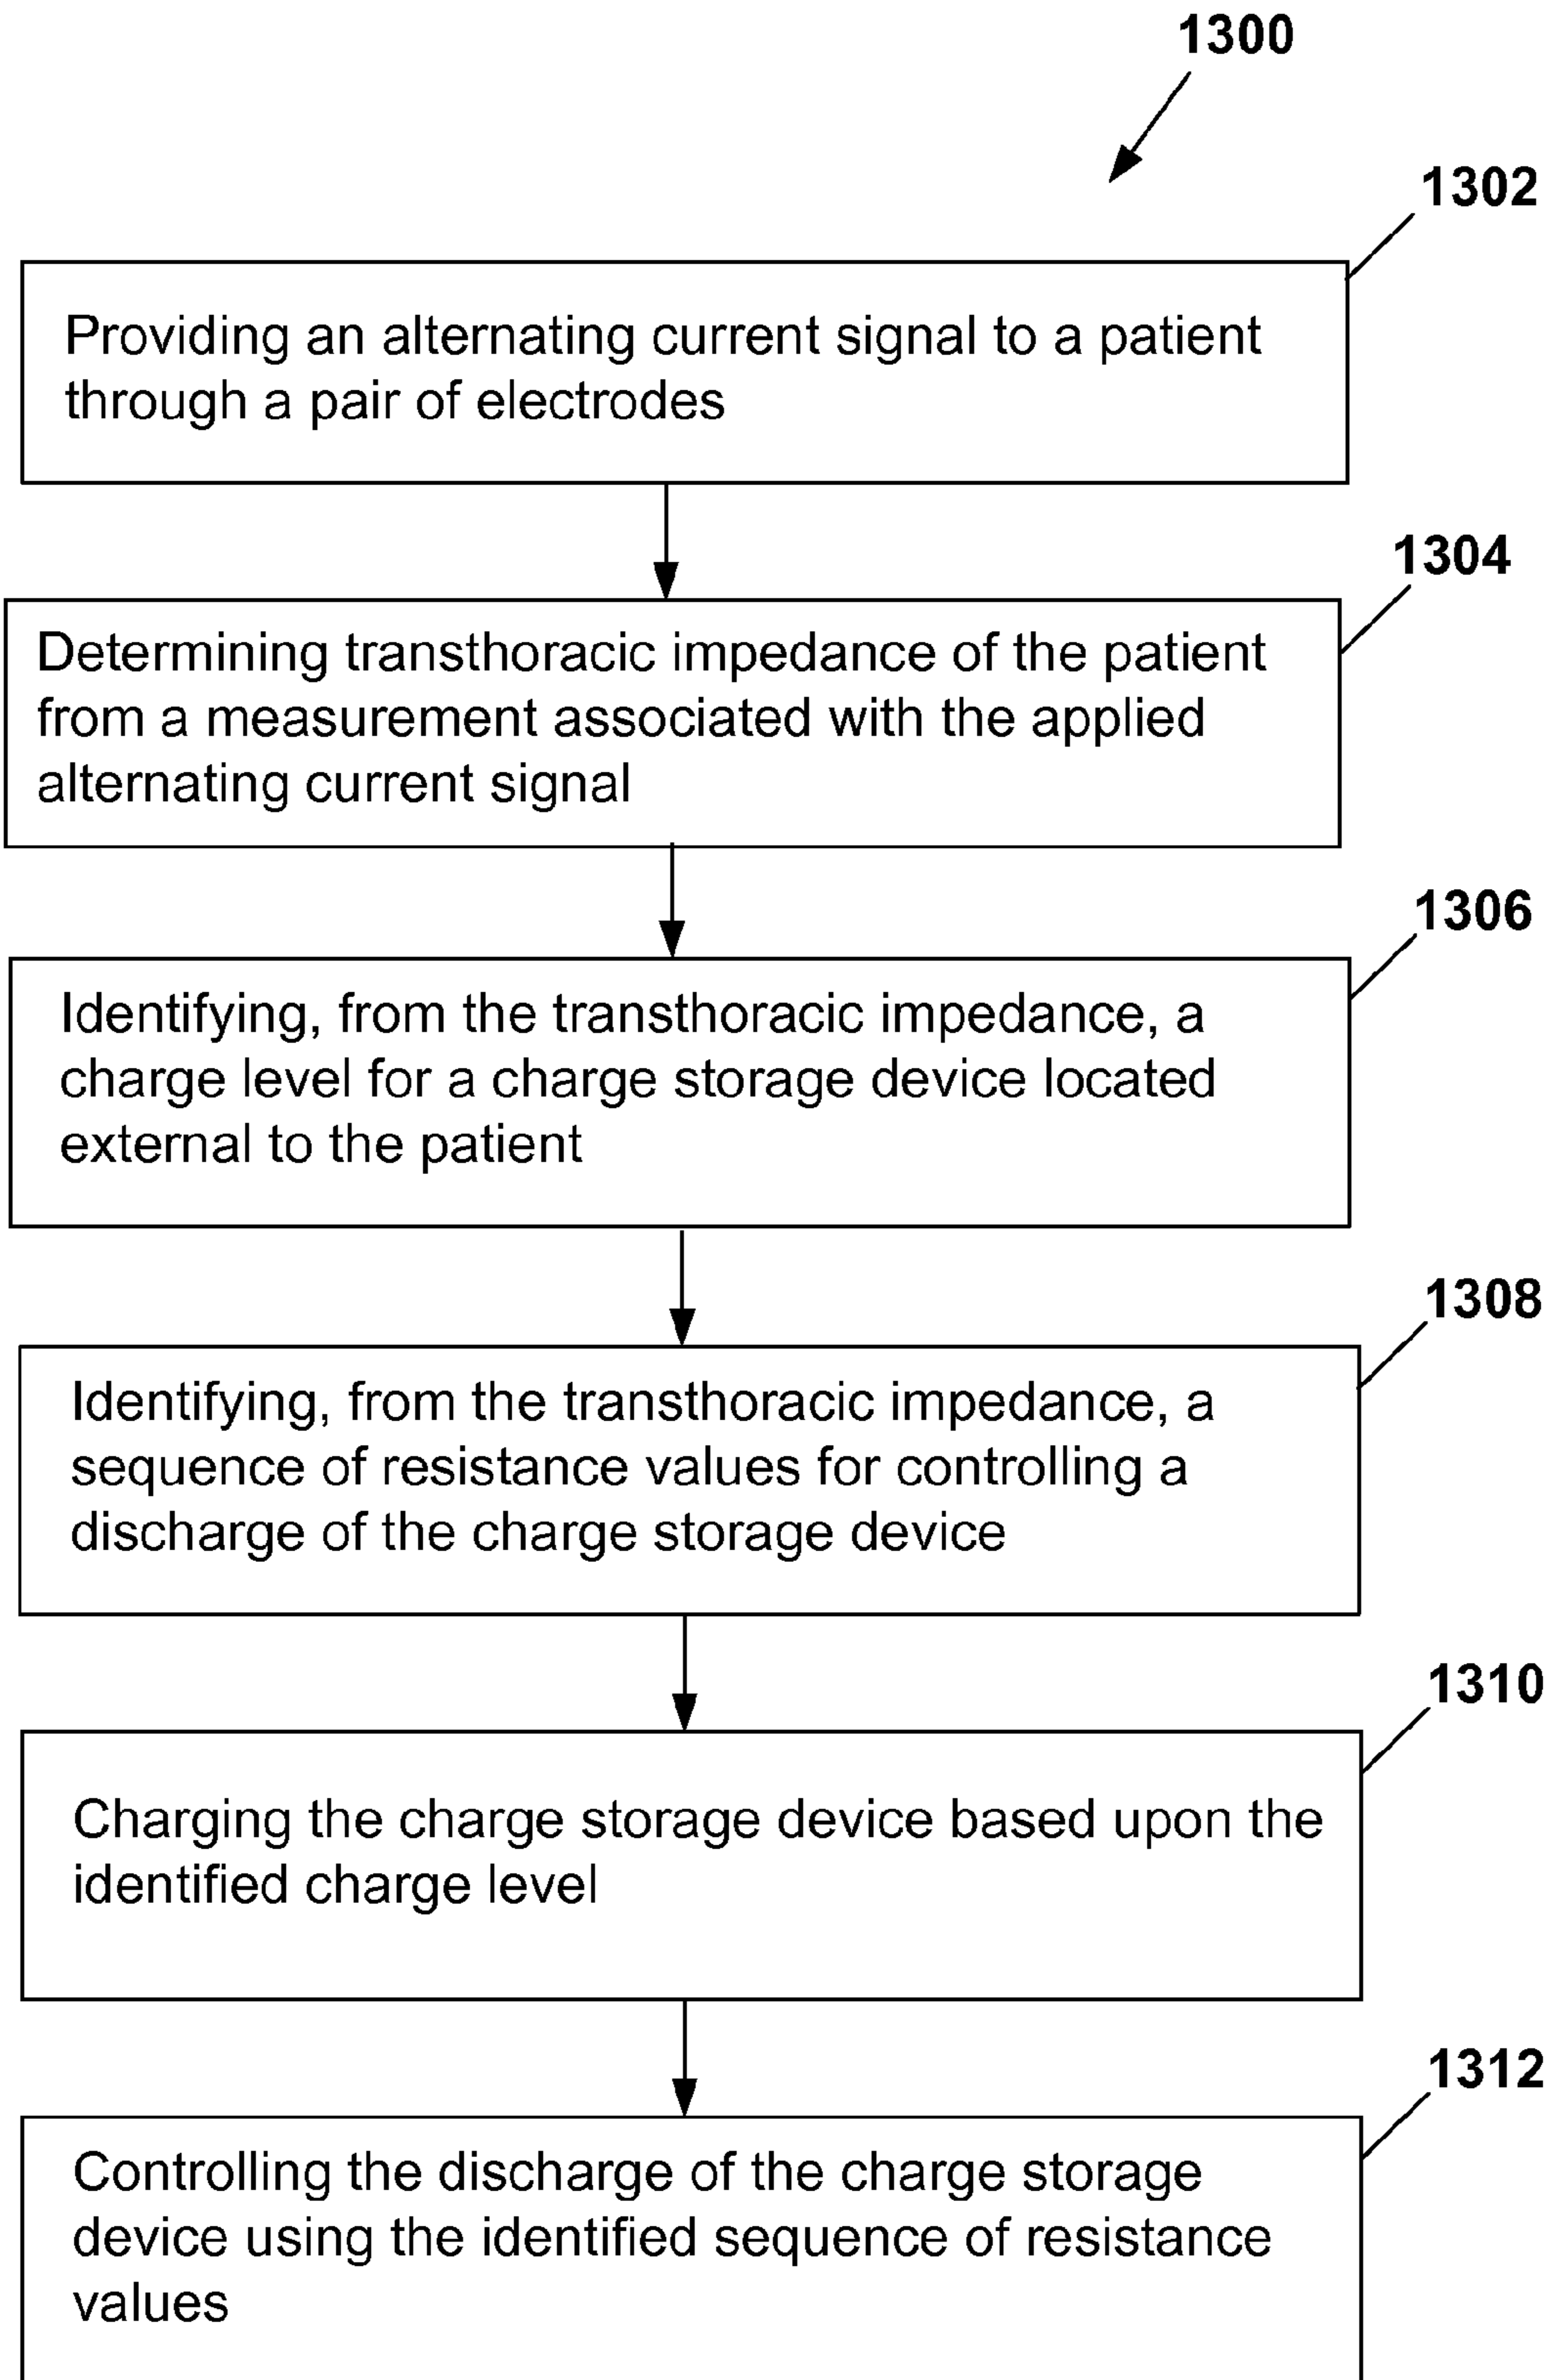 1300
1302
Providing an alternating current signal to a patient
through a pair of electrodes
1304
Determining transthoracic impedance of the patient
from a measurement associated with the applied
alternating current signal
1306
Identifying, from the transthoracic impedance, a
charge level for a charge storage device located
external to the patient
1308
Identifying, from the transthoracic impedance, a
sequence of resistance values for controlling a
discharge of the charge storage device
1310
Charging the charge storage device based upon the
identified charge level
1312
Controlling the discharge of the charge storage
device using the identified sequence of resistance
values